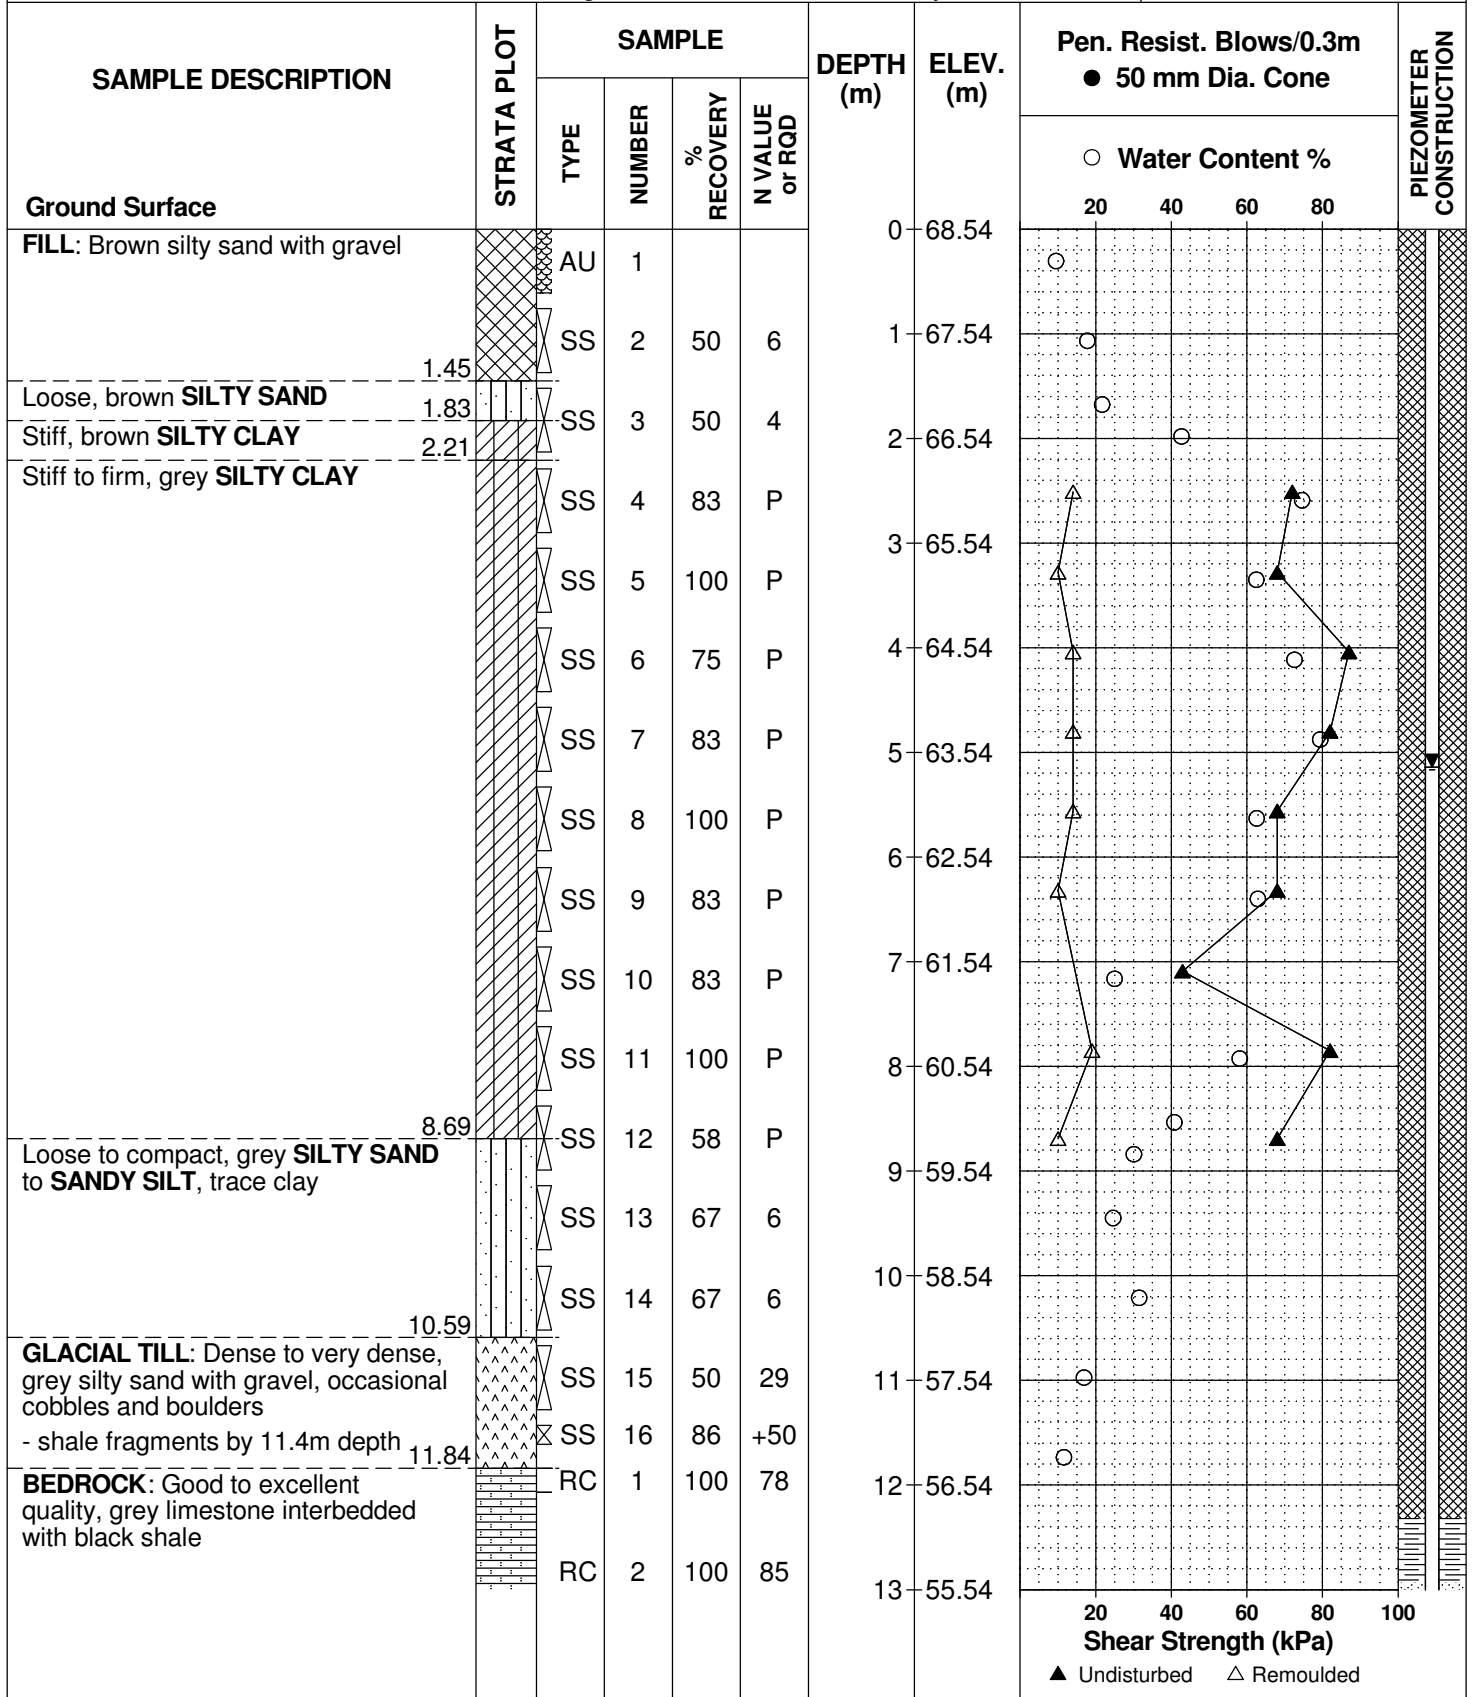 SAMPLE DESCRIPTION
STRATA PLOT
SAMPLE
TYPE
NUMBER
%
RECOVERY
N VALUE
or RQD
DEPTH
(m)
ELEV.
(m)
Pen. Resist. Blows/0.3m
● 50 mm Dia. Cone
○ Water Content %
20 40 60 80
PIEZOMETER
CONSTRUCTION
Ground Surface
0 68.54
FILL: Brown silty sand with gravel
AU 1
1 67.54
SS 2 50 6
1.45
Loose, brown SILTY SAND
1.83
SS 3 50 4
Stiff, brown SILTY CLAY
2 66.54
2.21
Stiff to firm, grey SILTY CLAY
SS 4 83 P
3 65.54
SS 5 100 P
4 64.54
SS 6 75 P
SS 7 83 P
5 63.54
SS 8 100 P
6 62.54
SS 9 83 P
7 61.54
SS 10 83 P
SS 11 100 P
8 60.54
8.69
SS 12 58 P
Loose to compact, grey SILTY SAND
to SANDY SILT, trace clay
9 59.54
SS 13 67 6
10 58.54
SS 14 67 6
10.59
GLACIAL TILL: Dense to very dense,
grey silty sand with gravel, occasional
cobbles and boulders
SS 15 50 29
11 57.54
- shale fragments by 11.4m depth
SS 16 86 +50
11.84
BEDROCK: Good to excellent
quality, grey limestone interbedded
with black shale
RC 1 100 78
12 56.54
RC 2 100 85
13 55.54
20 40 60 80 100
Shear Strength (kPa)
▲ Undisturbed △ Remoulded